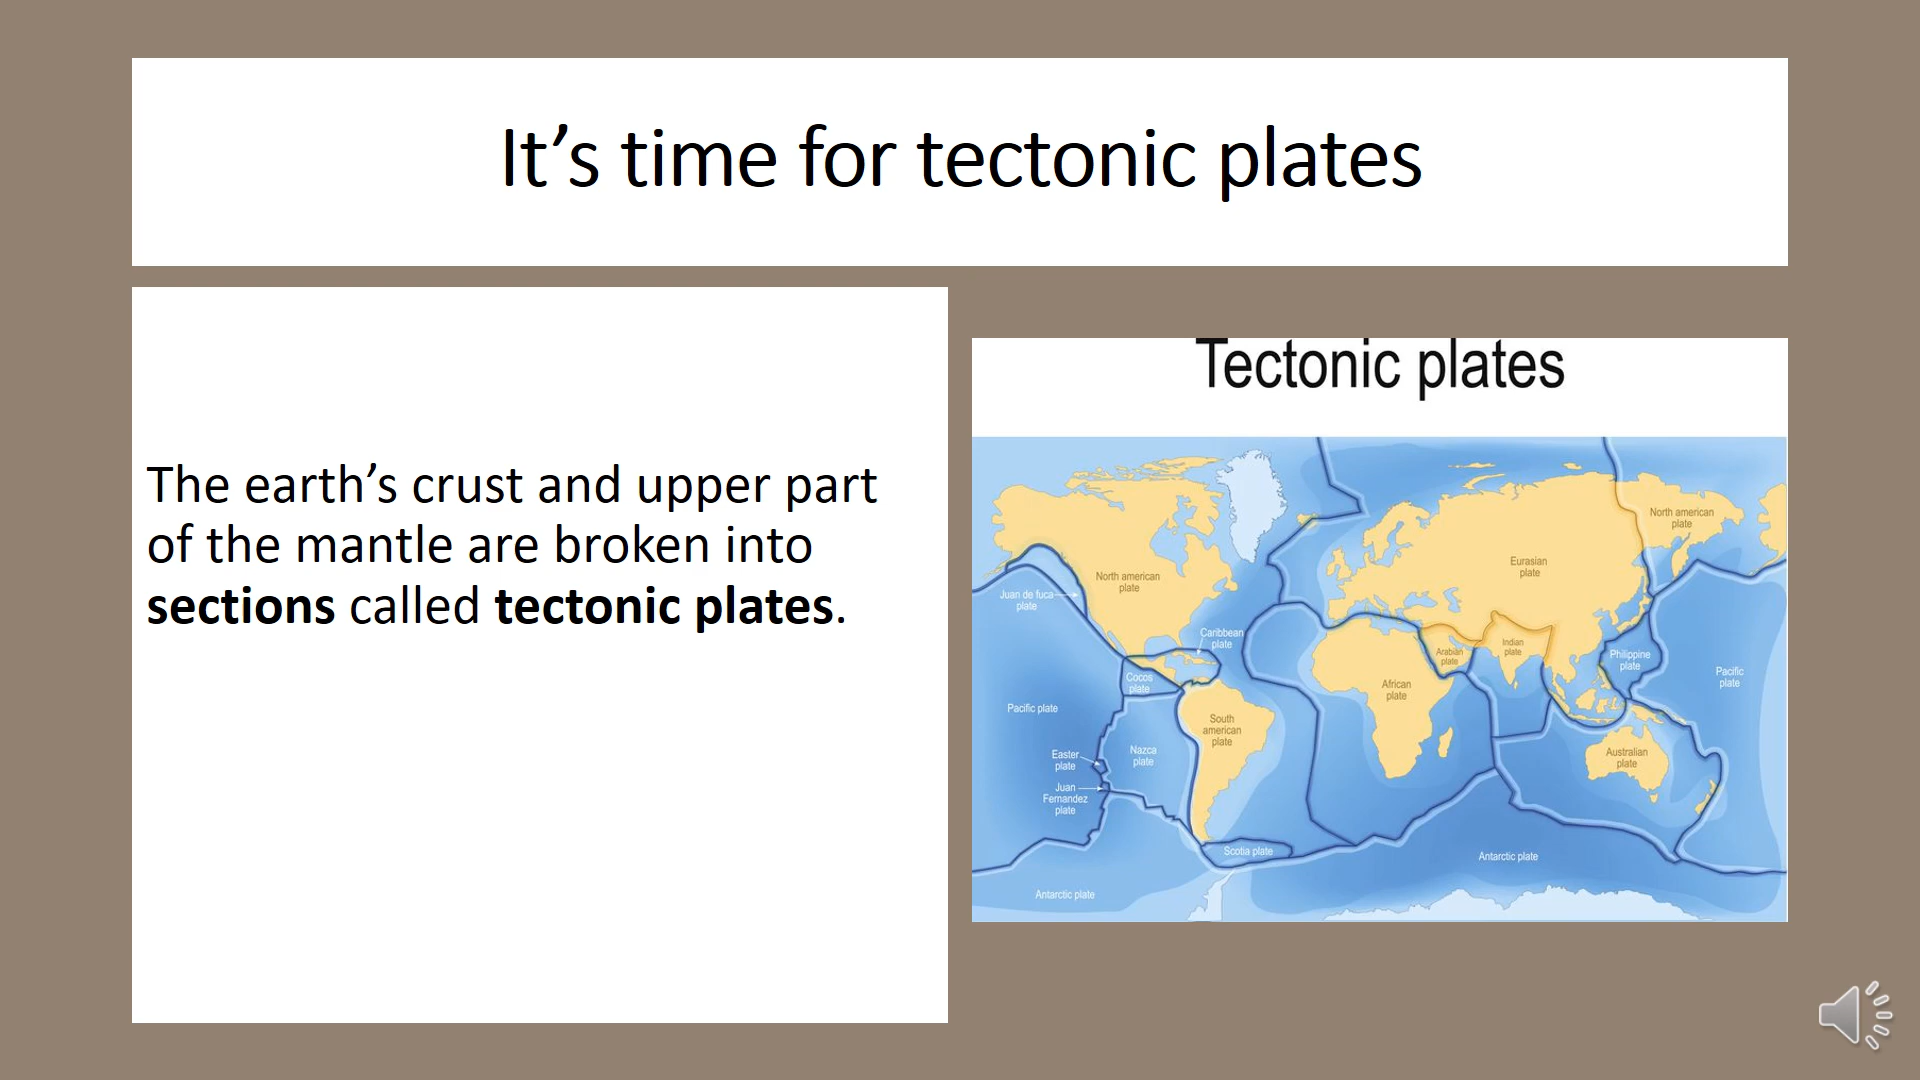 It’s time for tectonic plates
The earth’s crust and upper part
of the mantle are broken into
sections called tectonic plates.
Tectonic plates
North american
plate
Eurasian
plate
North american
plate
Juan de fuca
plate
Caribbean
plate
Arabian
plate
Indian
plate
Philippine
plate
Cocos
plate
Pacific
plate
African
plate
Pacific plate
South
american
plate
Easter
plate
Nazca
plate
Australian
plate
Juan
Fernandez
plate
Scotia plate
Antarctic plate
Antarctic plate